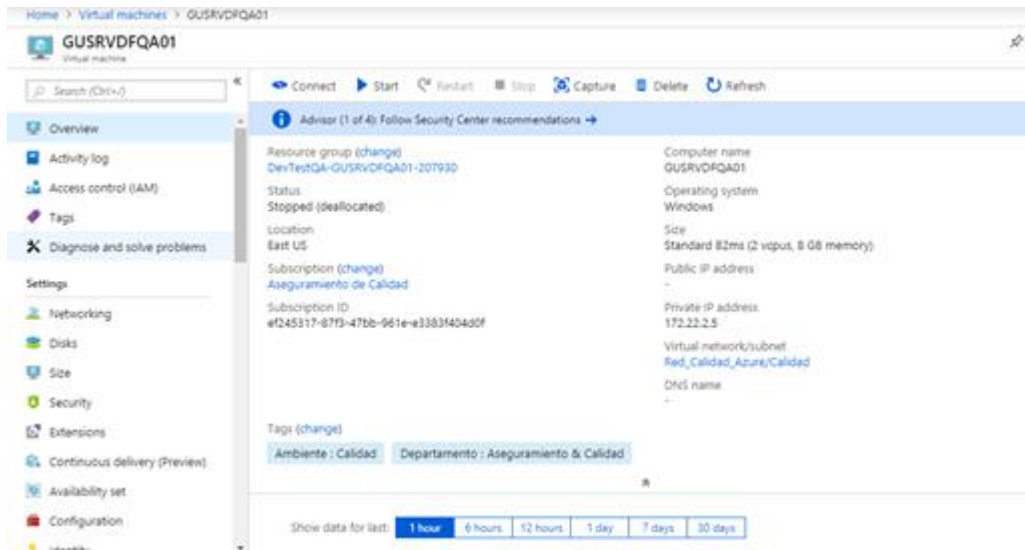 Home > Virtual machines > GUSRVDFQA01
GUSRVDFQA01
Virtual machine
Search (Ctrl+/)
Overview
Activity log
Access control (IAM)
Tags
Diagnose and solve problems
Settings
Networking
Disks
Size
Security
Extensions
Continuous delivery (Preview)
Availability set
Configuration
Identity
Connect Start Restart Stop Capture Delete Refresh
Advisor (1 of 4): Follow Security Center recommendations →
Resource group (change)
DevTestQA-GUSRVDFQA01-207930
Status
Stopped (deallocated)
Location
East US
Subscription (change)
Aseguramiento de Calidad
Subscription ID
ef245317-87f3-47bb-961e-e3383f404d0f
Computer name
GUSRVDFQA01
Operating system
Windows
Size
Standard B2ms (2 vcpus, 8 GB memory)
Public IP address
-
Private IP address
172.22.2.5
Virtual network/subnet
Red_Calidad_Azure/Calidad
DNS name
-
Tags (change)
Ambiente : Calidad Departamento : Aseguramiento & Calidad
Show data for last: 1 hour 6 hours 12 hours 1 day 7 days 30 days